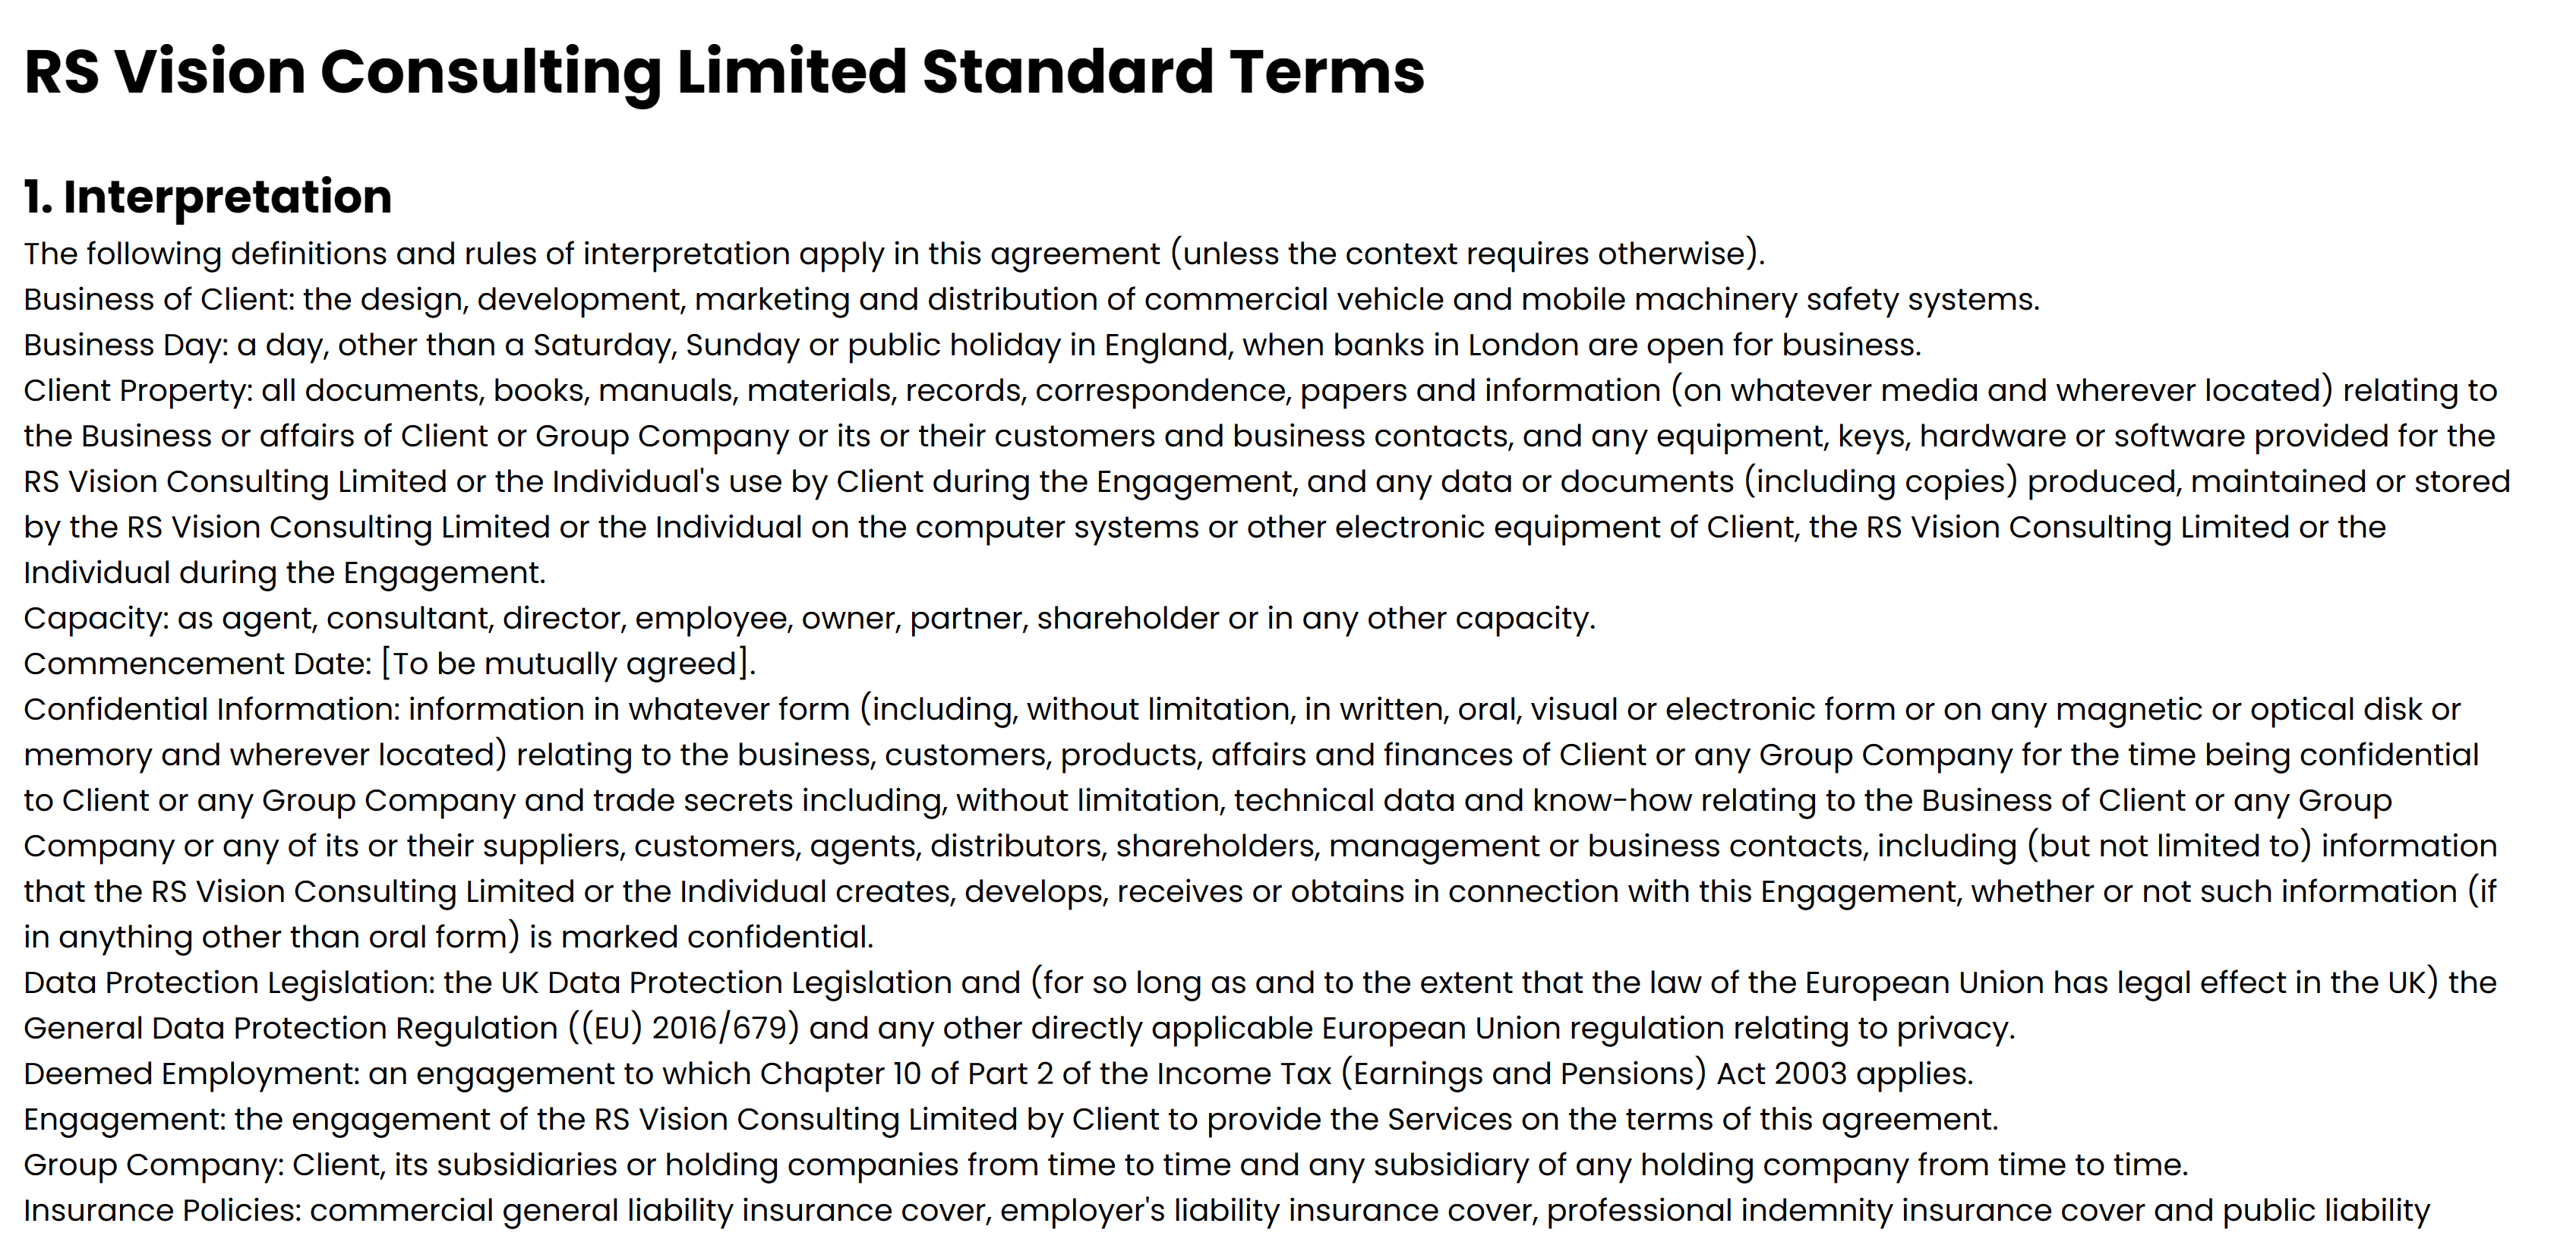 RS Vision Consulting Limited Standard Terms
1. Interpretation
The following definitions and rules of interpretation apply in this agreement (unless the context requires otherwise).
Business of Client: the design, development, marketing and distribution of commercial vehicle and mobile machinery safety systems.
Business Day: a day, other than a Saturday, Sunday or public holiday in England, when banks in London are open for business.
Client Property: all documents, books, manuals, materials, records, correspondence, papers and information (on whatever media and wherever located) relating to
the Business or affairs of Client or Group Company or its or their customers and business contacts, and any equipment, keys, hardware or software provided for the
RS Vision Consulting Limited or the Individual's use by Client during the Engagement, and any data or documents (including copies) produced, maintained or stored
by the RS Vision Consulting Limited or the Individual on the computer systems or other electronic equipment of Client, the RS Vision Consulting Limited or the
Individual during the Engagement.
Capacity: as agent, consultant, director, employee, owner, partner, shareholder or in any other capacity.
Commencement Date: [To be mutually agreed].
Confidential Information: information in whatever form (including, without limitation, in written, oral, visual or electronic form or on any magnetic or optical disk or
memory and wherever located) relating to the business, customers, products, affairs and finances of Client or any Group Company for the time being confidential
to Client or any Group Company and trade secrets including, without limitation, technical data and know-how relating to the Business of Client or any Group
Company or any of its or their suppliers, customers, agents, distributors, shareholders, management or business contacts, including (but not limited to) information
that the RS Vision Consulting Limited or the Individual creates, develops, receives or obtains in connection with this Engagement, whether or not such information (if
in anything other than oral form) is marked confidential.
Data Protection Legislation: the UK Data Protection Legislation and (for so long as and to the extent that the law of the European Union has legal effect in the UK) the
General Data Protection Regulation ((EU) 2016/679) and any other directly applicable European Union regulation relating to privacy.
Deemed Employment: an engagement to which Chapter 10 of Part 2 of the Income Tax (Earnings and Pensions) Act 2003 applies.
Engagement: the engagement of the RS Vision Consulting Limited by Client to provide the Services on the terms of this agreement.
Group Company: Client, its subsidiaries or holding companies from time to time and any subsidiary of any holding company from time to time.
Insurance Policies: commercial general liability insurance cover, employer's liability insurance cover, professional indemnity insurance cover and public liability